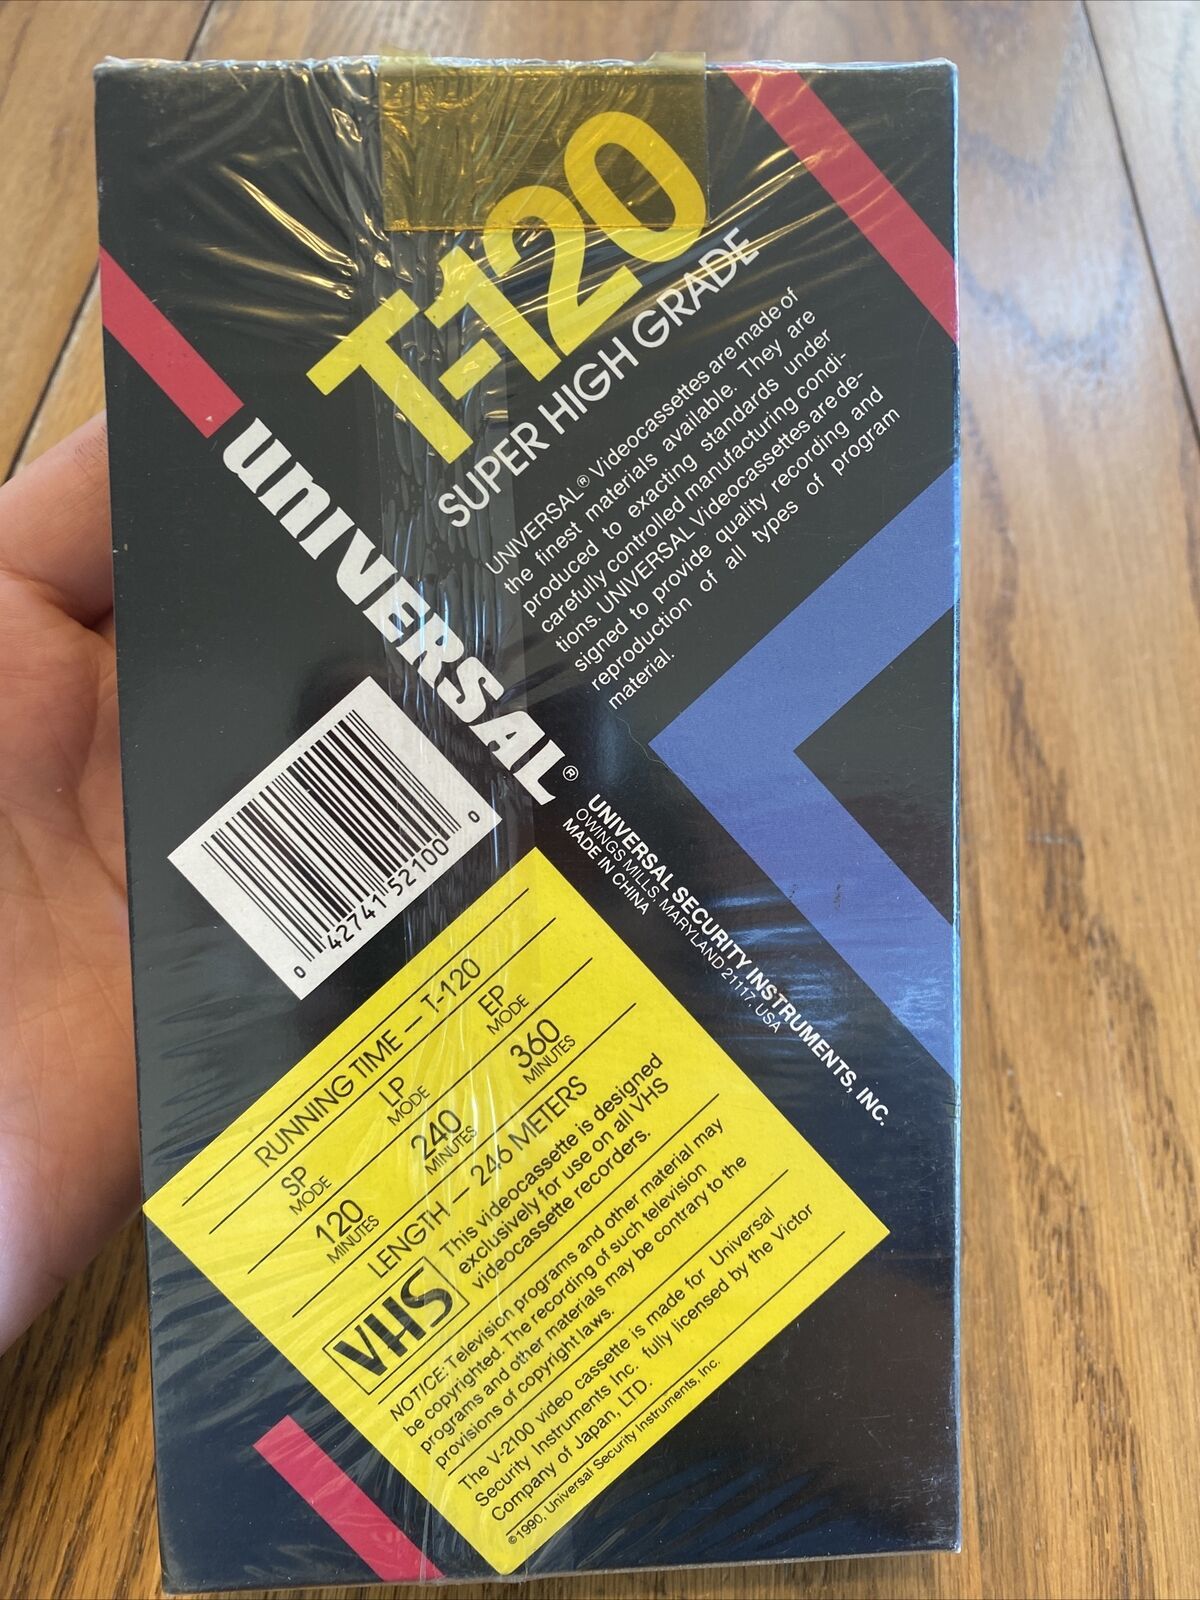 T-120
SUPER HIGH GRADE
UNIVERSAL® Videocassettes are made of
the finest materials available. They are
produced to exacting standards under
carefully controlled manufacturing condi-
tions. UNIVERSAL Videocassettes are de-
signed to provide quality recording and
reproduction of all types of program
material.
UNIVERSAL®
UNIVERSAL SECURITY INSTRUMENTS, INC.
OWINGS MILLS, MARYLAND 21117. USA
MADE IN CHINA
0 42741 52100 0
RUNNING TIME — T-120
SP LP EP
MODE MODE MODE
120 240 360
MINUTES MINUTES MINUTES
LENGTH — 246 METERS
VHS
This videocassette is designed
exclusively for use on all VHS
videocassette recorders.
NOTICE: Television programs and other material may
be copyrighted. The recording of such television
programs and other materials may be contrary to the
provisions of copyright laws.
The V-2100 video cassette is made for Universal
Security Instruments Inc. fully licensed by the Victor
Company of Japan, LTD.
©1990, Universal Security Instruments, Inc.